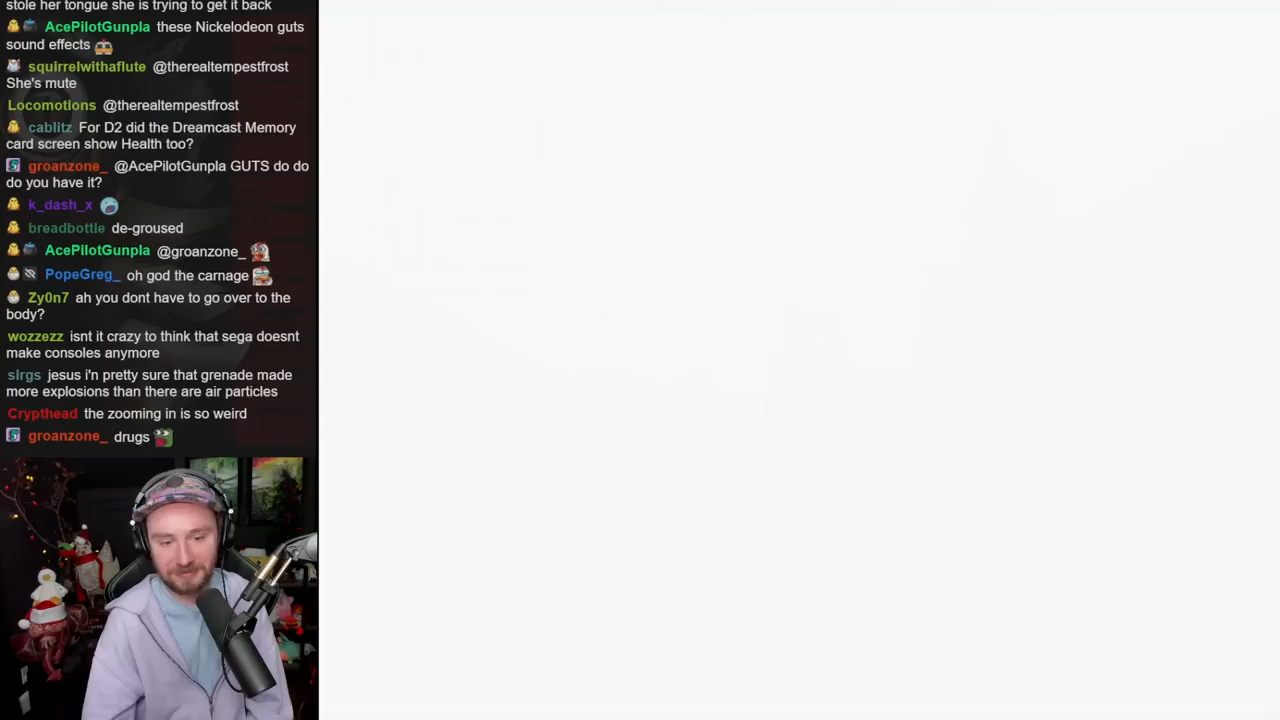 stole her tongue she is trying to get it back
AcePilotGunpla these Nickelodeon guts
sound effects
squirrelwithaflute @therealtempestfrost
She's mute
Locomotions @therealtempestfrost
cablitz For D2 did the Dreamcast Memory
card screen show Health too?
groanzone_ @AcePilotGunpla GUTS do do
do you have it?
k_dash_x
breadbottle de-groused
AcePilotGunpla @groanzone_
PopeGreg_ oh god the carnage
Zy0n7 ah you dont have to go over to the
body?
wozzezz isnt it crazy to think that sega doesnt
make consoles anymore
sirgs jesus i'n pretty sure that grenade made
more explosions than there are air particles
Crypthead the zooming in is so weird
groanzone_ drugs